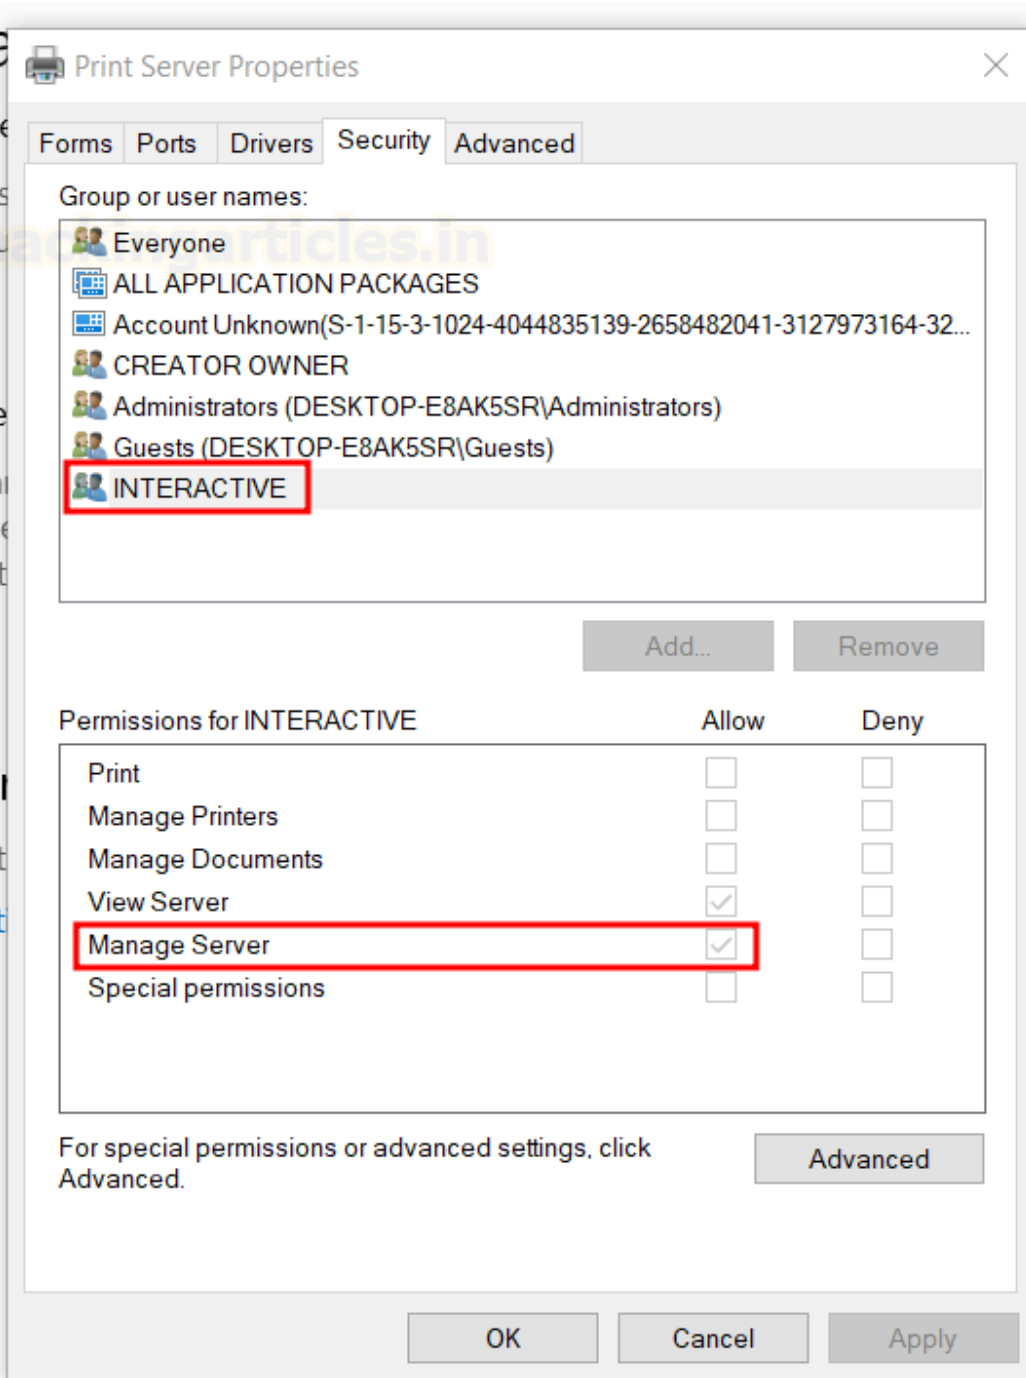 Print Server Properties
Forms Ports Drivers Security Advanced
Group or user names:
Everyone
ALL APPLICATION PACKAGES
Account Unknown(S-1-15-3-1024-4044835139-2658482041-3127973164-32...
CREATOR OWNER
Administrators (DESKTOP-E8AK5SR\Administrators)
Guests (DESKTOP-E8AK5SR\Guests)
INTERACTIVE
Add... Remove
Permissions for INTERACTIVE Allow Deny
Print
Manage Printers
Manage Documents
View Server
Manage Server
Special permissions
For special permissions or advanced settings, click
Advanced.
Advanced
OK Cancel Apply